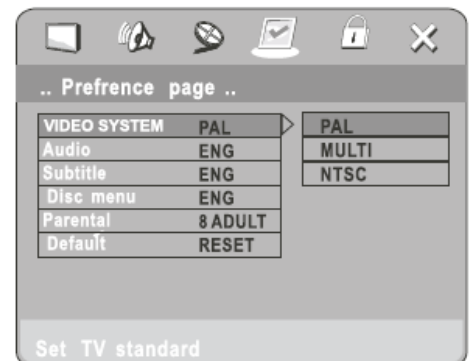 .. Prefrence page ..
VIDEO SYSTEM PAL PAL
Audio ENG MULTI
Subtitle ENG NTSC
Disc menu ENG
Parental 8 ADULT
Default RESET
Set TV standard